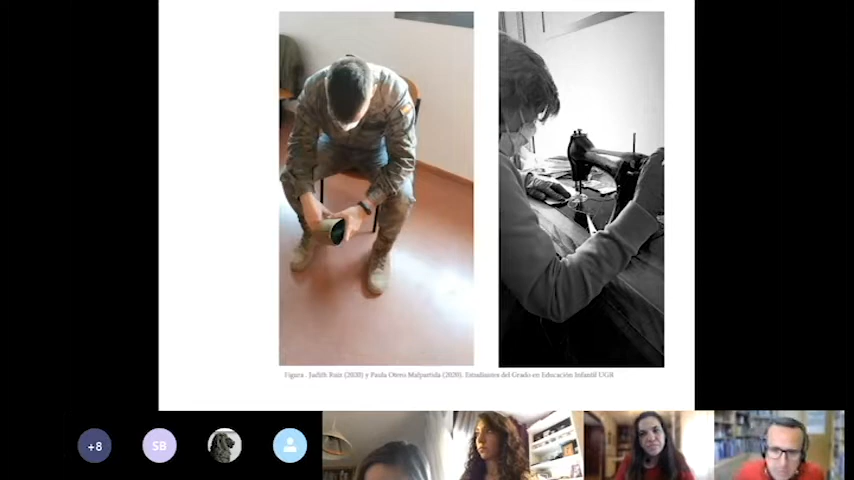 Figura . Judith Ruiz (2020) y Paula Otero Malpartida (2020). Estudiantes del Grado en Educación Infantil UGR
+8
SB